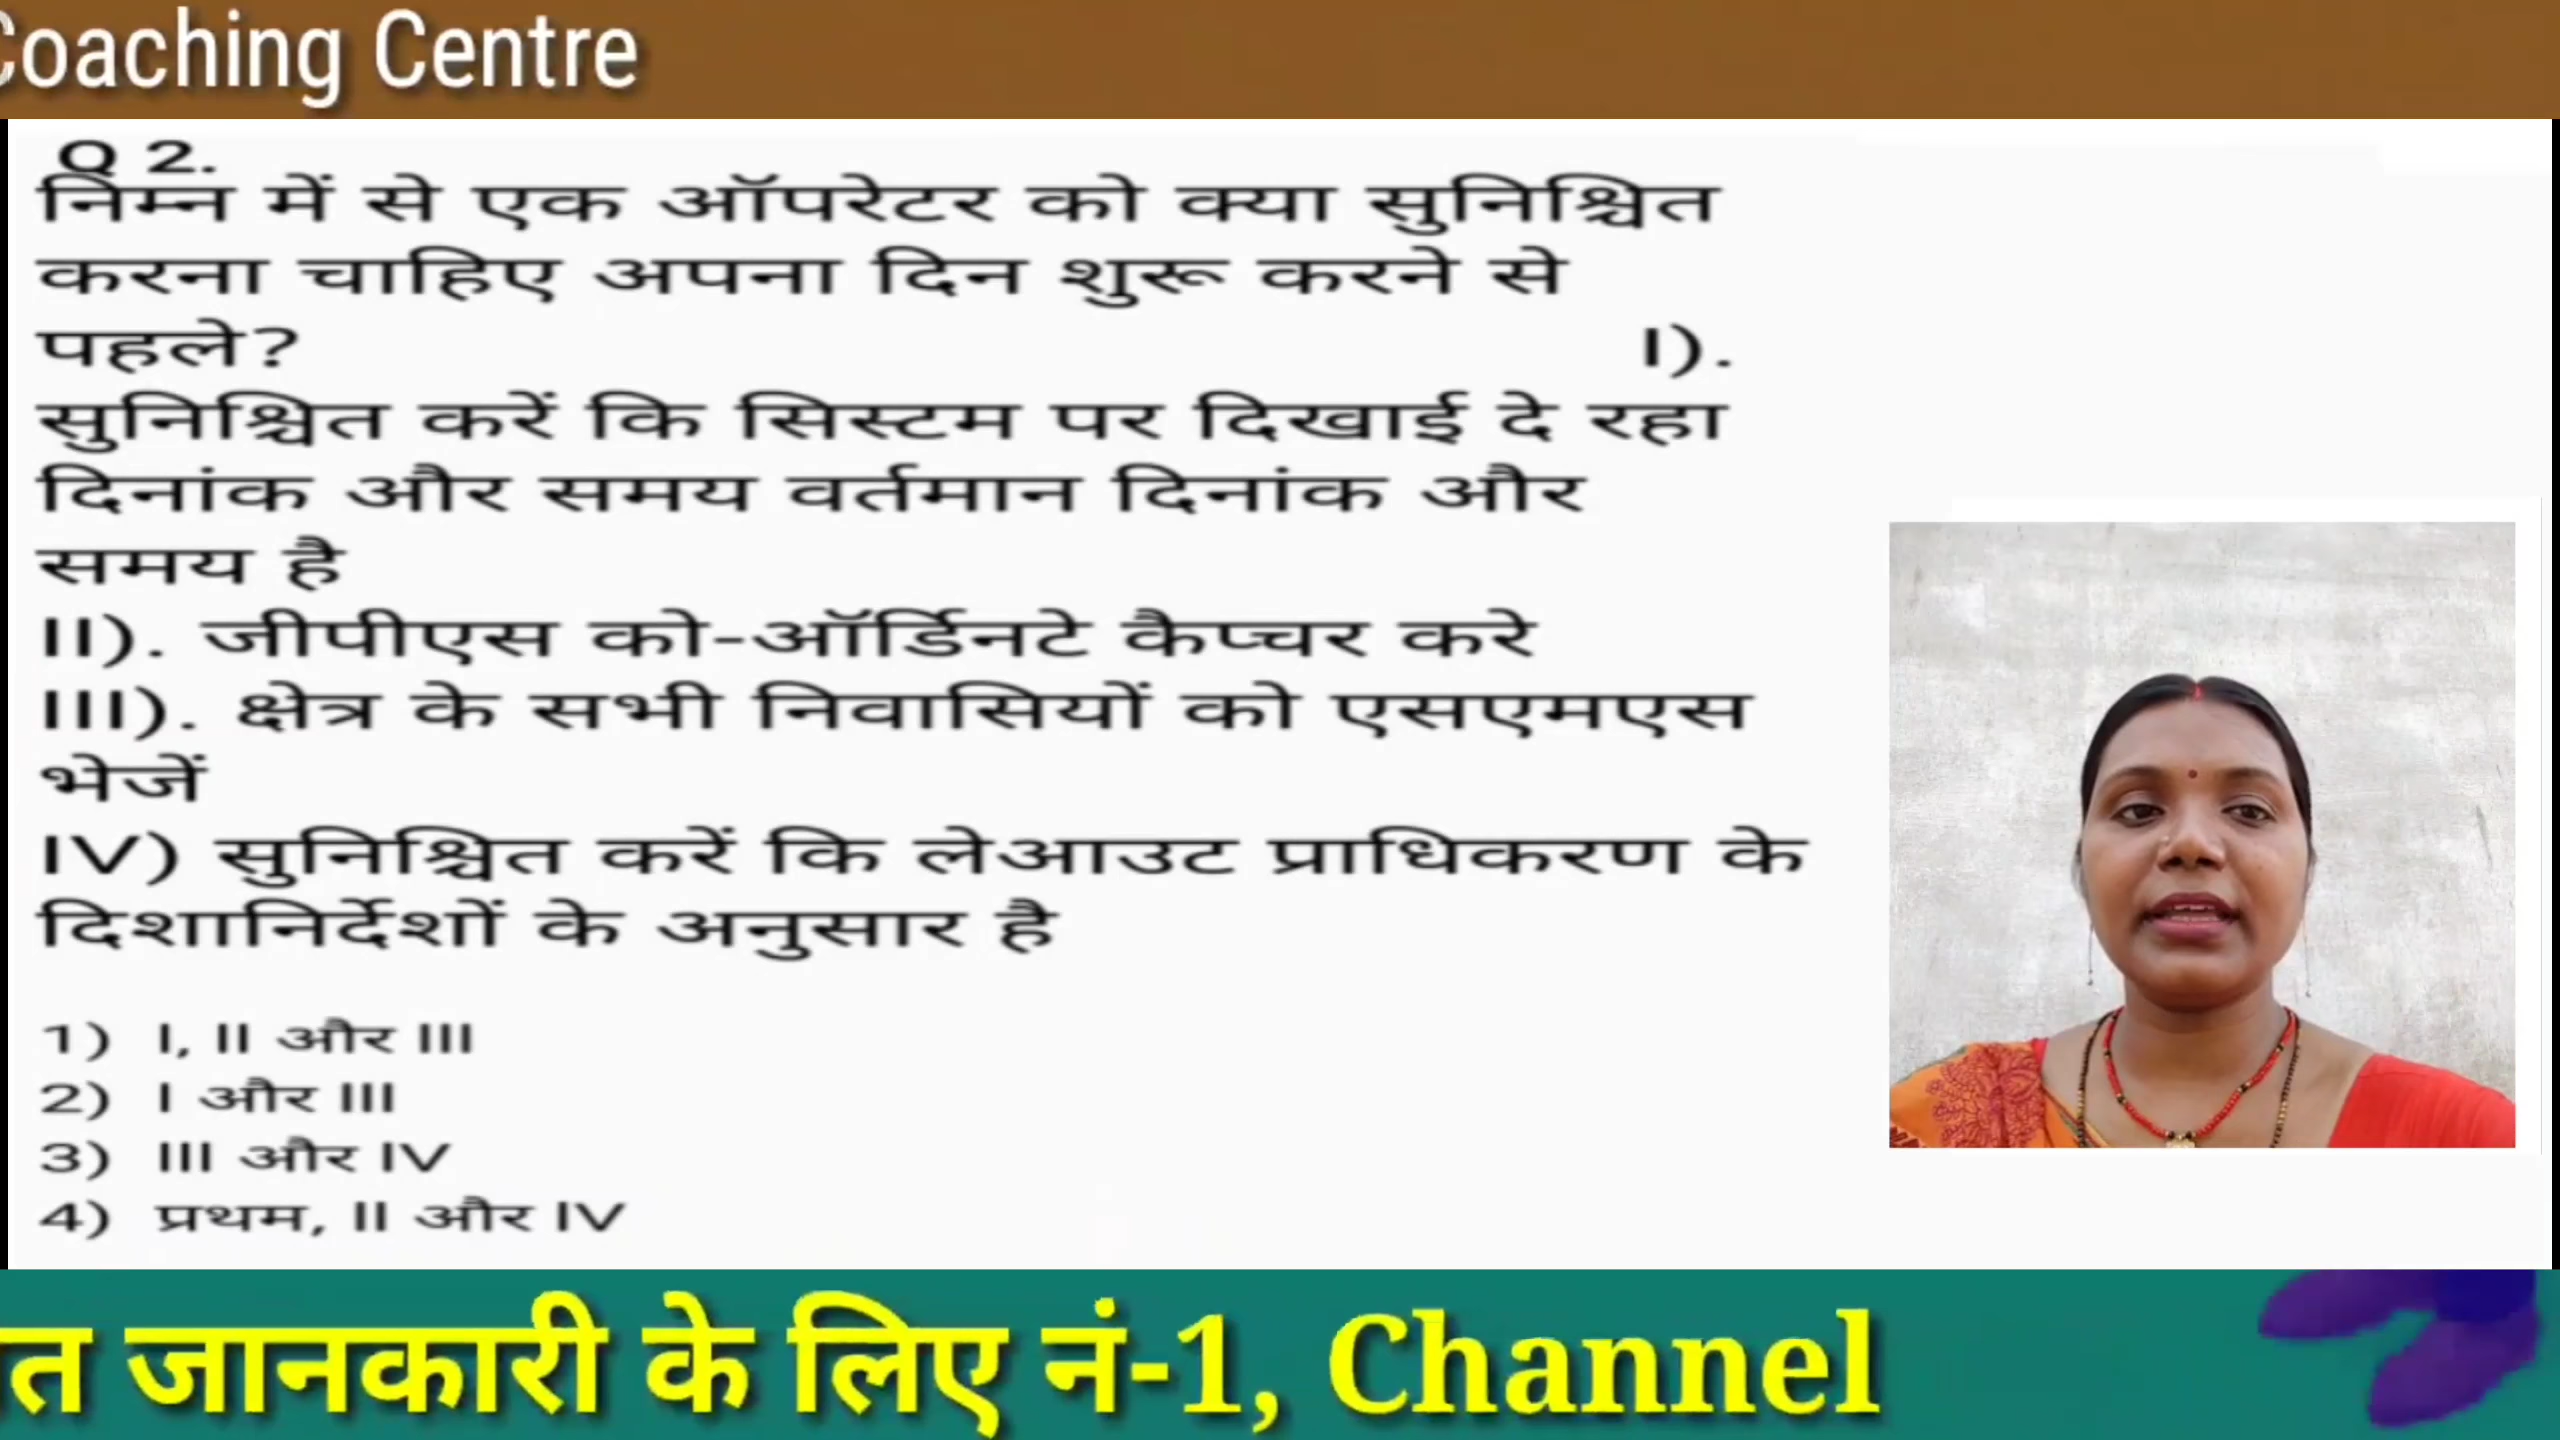 Coaching Centre
Q 2.
निम्न में से एक ऑपरेटर को क्या सुनिश्चित
करना चाहिए अपना दिन शुरू करने से
पहले? I).
सुनिश्चित करें कि सिस्टम पर दिखाई दे रहा
दिनांक और समय वर्तमान दिनांक और
समय है
II). जीपीएस को-ऑर्डिनटे कैप्चर करे
III). क्षेत्र के सभी निवासियों को एसएमएस
भेजें
IV) सुनिश्चित करें कि लेआउट प्राधिकरण के
दिशानिर्देशों के अनुसार है
1) I, II और III
2) I और III
3) III और IV
4) प्रथम, II और IV
जानकारी के लिए नं-1, Channel